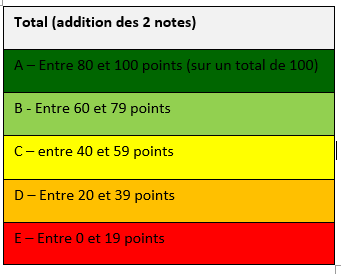 Total (addition des 2 notes)
A – Entre 80 et 100 points (sur un total de 100)
B - Entre 60 et 79 points
C – entre 40 et 59 points
D – Entre 20 et 39 points
E – Entre 0 et 19 points